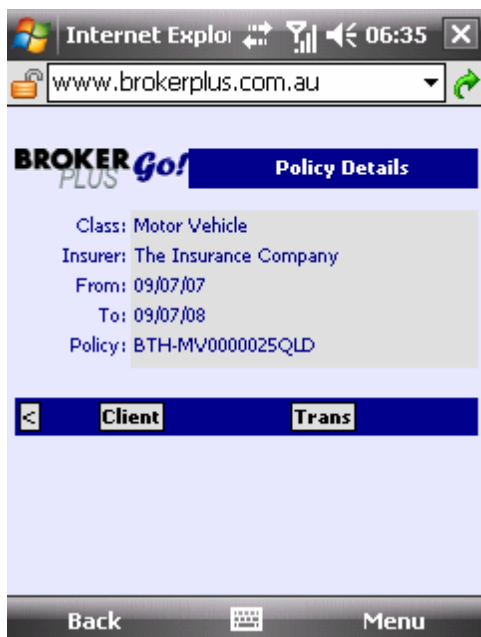 Internet Explor 06:35
www.brokerplus.com.au
BROKER PLUS Go! Policy Details
Class: Motor Vehicle
Insurer: The Insurance Company
From: 09/07/07
To: 09/07/08
Policy: BTH-MV0000025QLD
< Client Trans
Back Menu